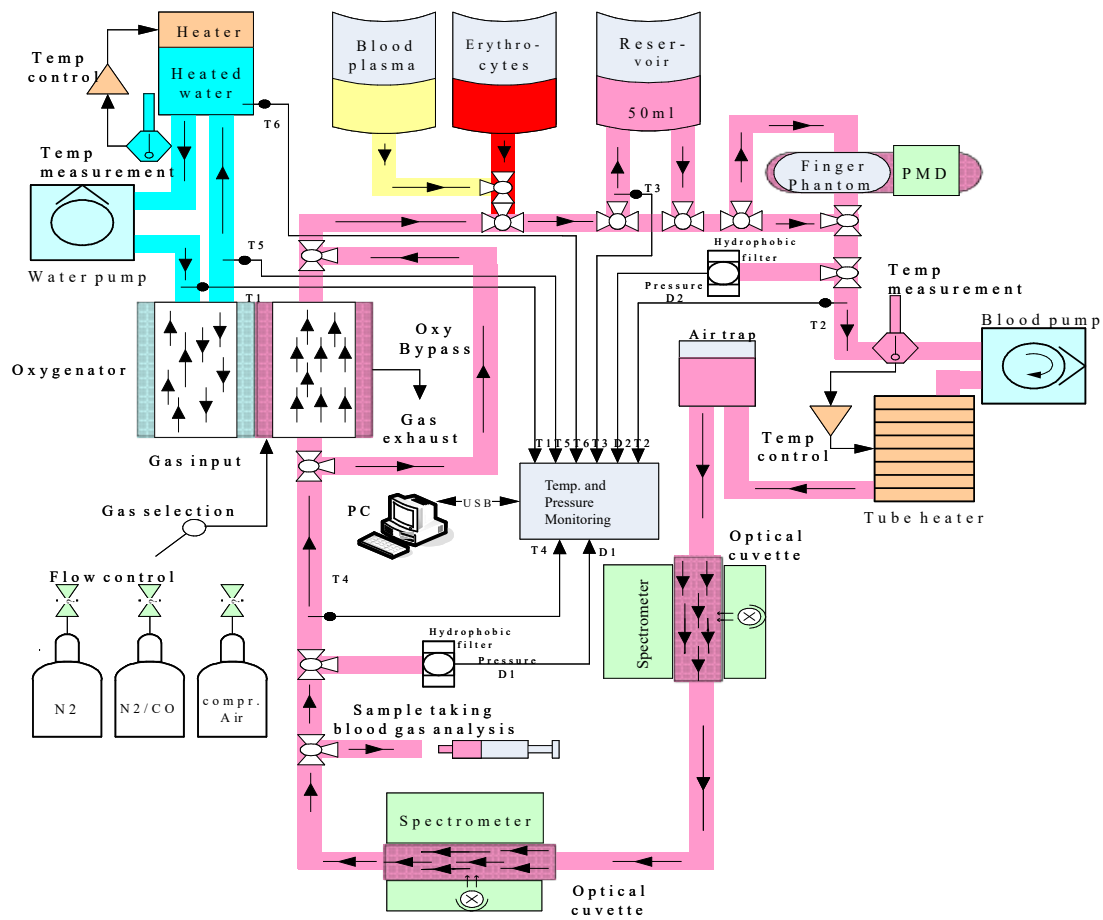 Heater
Temp
control
Heated
water
T6
Temp
measurement
Water pump
T5
T1
Blood
plasma
Erythro-
cytes
Reser-
voir
50ml
T3
Finger
Phantom
PMD
Hydrophobic
filter
Pressure
D2
Temp
measurement
T2
Blood pump
Air trap
Oxygenator
Oxy
Bypass
Gas
exhaust
Gas input
Temp
control
Tube heater
T1 T5 T6 T3 D2 T2
Temp. and
Pressure
Monitoring
PC
USB
T4
D1
Gas selection
Flow control
T4
Optical
cuvette
Spectrometer
Hydrophobic
filter
Pressure
D1
N2
N2/CO
compr.
Air
Sample taking
blood gas analysis
Spectrometer
Optical
cuvette